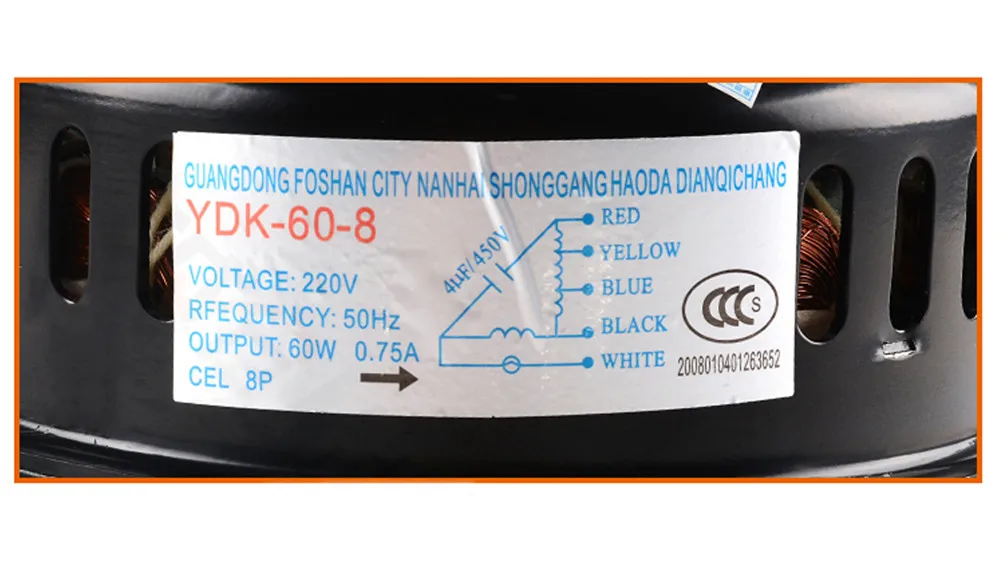 GUANGDONG FOSHAN CITY NANHAI SHONGGANG HAODA DIANQICHANG
YDK-60-8
VOLTAGE: 220V
RFEQUENCY: 50Hz
OUTPUT: 60W 0.75A
CEL 8P
4μF/450V
RED
YELLOW
BLUE
BLACK
WHITE
CCC S
2008010401263652